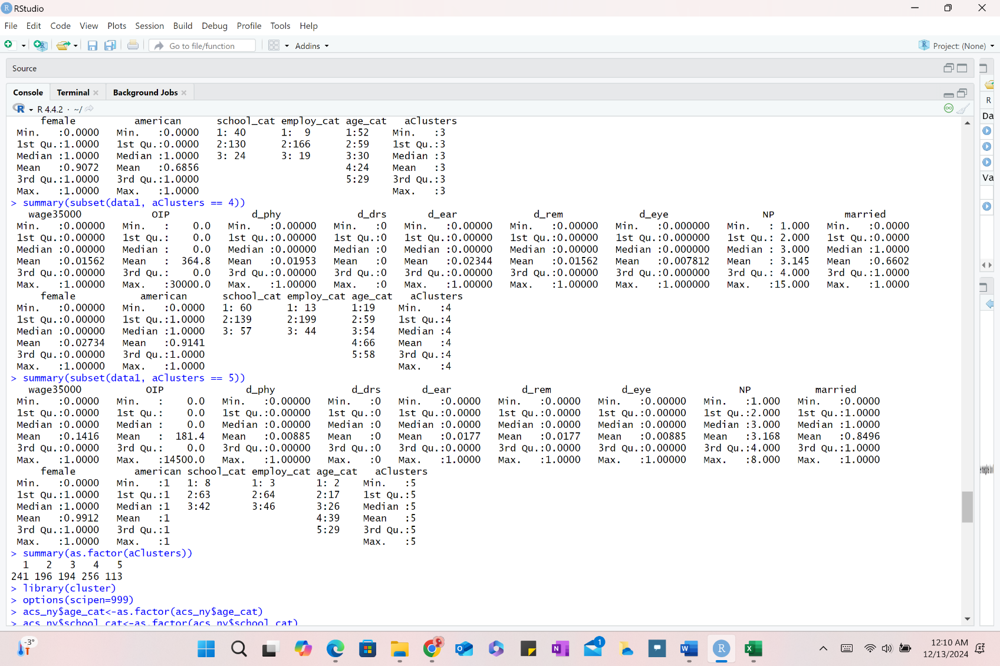 RStudio
File Edit Code View Plots Session Build Debug Profile Tools Help
Go to file/function Addins Project: (None)
Source
Console Terminal Background Jobs
R 4.4.2 · ~/
R
Da
Va
female american school_cat employ_cat age_cat aClusters
Min. :0.0000 Min. :0.0000 1: 40 1: 9 1:52 Min. :3
1st Qu.:1.0000 1st Qu.:0.0000 2:130 2:166 2:59 1st Qu.:3
Median :1.0000 Median :1.0000 3: 24 3: 19 3:30 Median :3
Mean :0.9072 Mean :0.6856 4:24 Mean :3
3rd Qu.:1.0000 3rd Qu.:1.0000 5:29 3rd Qu.:3
Max. :1.0000 Max. :1.0000 Max. :3
> summary(subset(data1, aClusters == 4))
wage35000 OIP d_phy d_drs d_ear d_rem d_eye NP married
Min. :0.00000 Min. : 0.0 Min. :0.00000 Min. :0 Min. :0.00000 Min. :0.00000 Min. :0.000000 Min. : 1.000 Min. :0.0000
1st Qu.:0.00000 1st Qu.: 0.0 1st Qu.:0.00000 1st Qu.:0 1st Qu.:0.00000 1st Qu.:0.00000 1st Qu.:0.000000 1st Qu.: 2.000 1st Qu.:0.0000
Median :0.00000 Median : 0.0 Median :0.00000 Median :0 Median :0.00000 Median :0.00000 Median :0.000000 Median : 3.000 Median :1.0000
Mean :0.01562 Mean : 364.8 Mean :0.01953 Mean :0 Mean :0.02344 Mean :0.01562 Mean :0.007812 Mean : 3.145 Mean :0.6602
3rd Qu.:0.00000 3rd Qu.: 0.0 3rd Qu.:0.00000 3rd Qu.:0 3rd Qu.:0.00000 3rd Qu.:0.00000 3rd Qu.:0.000000 3rd Qu.: 4.000 3rd Qu.:1.0000
Max. :1.00000 Max. :30000.0 Max. :1.00000 Max. :0 Max. :1.00000 Max. :1.00000 Max. :1.000000 Max. :15.000 Max. :1.0000
female american school_cat employ_cat age_cat aClusters
Min. :0.00000 Min. :0.0000 1: 60 1: 13 1:19 Min. :4
1st Qu.:0.00000 1st Qu.:1.0000 2:139 2:199 2:59 1st Qu.:4
Median :0.00000 Median :1.0000 3: 57 3: 44 3:54 Median :4
Mean :0.02734 Mean :0.9141 4:66 Mean :4
3rd Qu.:0.00000 3rd Qu.:1.0000 5:58 3rd Qu.:4
Max. :1.00000 Max. :1.0000 Max. :4
> summary(subset(data1, aClusters == 5))
wage35000 OIP d_phy d_drs d_ear d_rem d_eye NP married
Min. :0.0000 Min. : 0.0 Min. :0.00000 Min. :0 Min. :0.0000 Min. :0.0000 Min. :0.00000 Min. :1.000 Min. :0.0000
1st Qu.:0.0000 1st Qu.: 0.0 1st Qu.:0.00000 1st Qu.:0 1st Qu.:0.0000 1st Qu.:0.0000 1st Qu.:0.00000 1st Qu.:2.000 1st Qu.:1.0000
Median :0.0000 Median : 0.0 Median :0.00000 Median :0 Median :0.0000 Median :0.0000 Median :0.00000 Median :3.000 Median :1.0000
Mean :0.1416 Mean : 181.4 Mean :0.00885 Mean :0 Mean :0.0177 Mean :0.0177 Mean :0.00885 Mean :3.168 Mean :0.8496
3rd Qu.:0.0000 3rd Qu.: 0.0 3rd Qu.:0.00000 3rd Qu.:0 3rd Qu.:0.0000 3rd Qu.:0.0000 3rd Qu.:0.00000 3rd Qu.:4.000 3rd Qu.:1.0000
Max. :1.0000 Max. :14500.0 Max. :1.00000 Max. :0 Max. :1.0000 Max. :1.0000 Max. :1.00000 Max. :8.000 Max. :1.0000
female american school_cat employ_cat age_cat aClusters
Min. :0.0000 Min. :1 1: 8 1: 3 1: 2 Min. :5
1st Qu.:1.0000 1st Qu.:1 2:63 2:64 2:17 1st Qu.:5
Median :1.0000 Median :1 3:42 3:46 3:26 Median :5
Mean :0.9912 Mean :1 4:39 Mean :5
3rd Qu.:1.0000 3rd Qu.:1 5:29 3rd Qu.:5
Max. :1.0000 Max. :1 Max. :5
> summary(as.factor(aClusters))
1 2 3 4 5
241 196 194 256 113
> library(cluster)
> options(scipen=999)
> acs_ny$age_cat<-as.factor(acs_ny$age_cat)
> acs_ny$school_cat<-as.factor(acs_ny$school_cat)
-3°
1
12:10 AM
12/13/2024